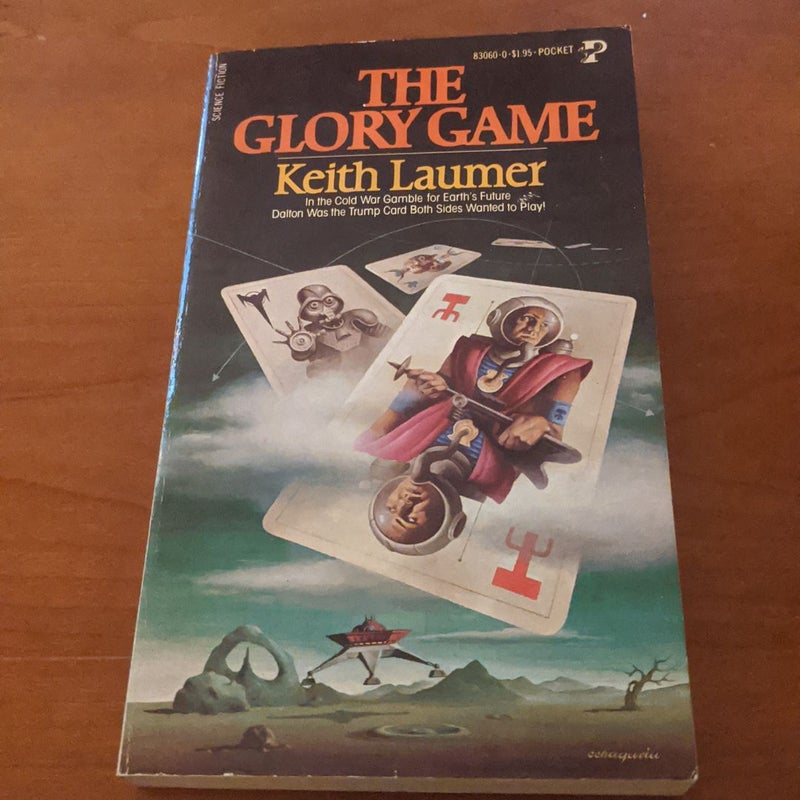 SCIENCE FICTION
83060-0·$1.95·POCKET
THE
GLORY GAME
Keith Laumer
In the Cold War Gamble for Earth's Future
Dalton Was the Trump Card Both Sides Wanted to Play!